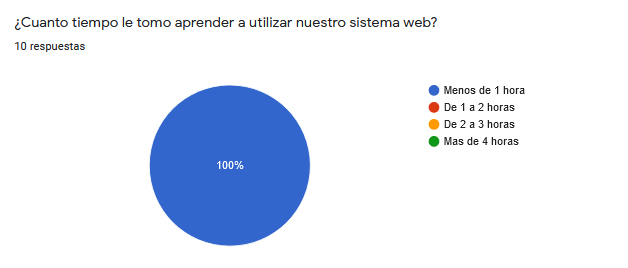 ¿Cuanto tiempo le tomo aprender a utilizar nuestro sistema web?
10 respuestas
100%
Menos de 1 hora
De 1 a 2 horas
De 2 a 3 horas
Mas de 4 horas